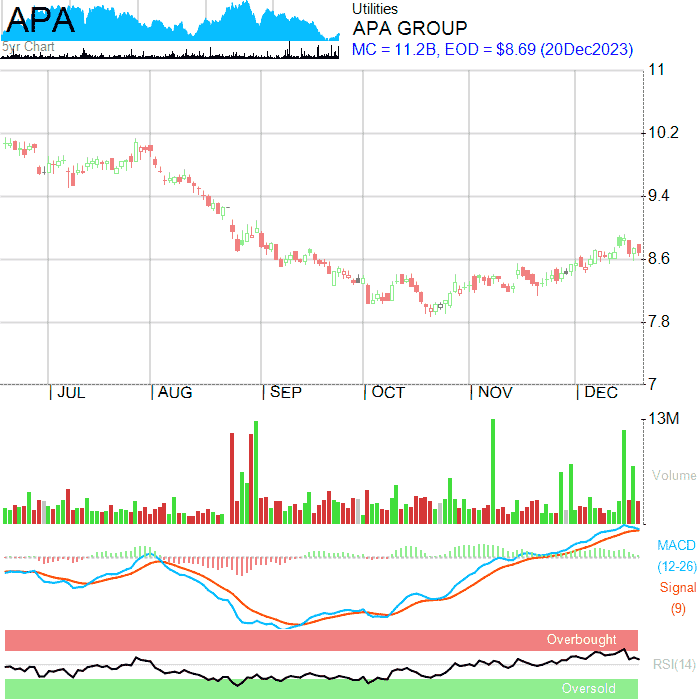 APA
5yr Chart
Utilities
APA GROUP
MC = 11.2B, EOD = $8.69 (20Dec2023)
11
10.2
9.4
8.6
7.8
7
JUL AUG SEP OCT NOV DEC
13M
Volume
MACD
(12-26)
Signal
(9)
Overbought
RSI(14)
Oversold